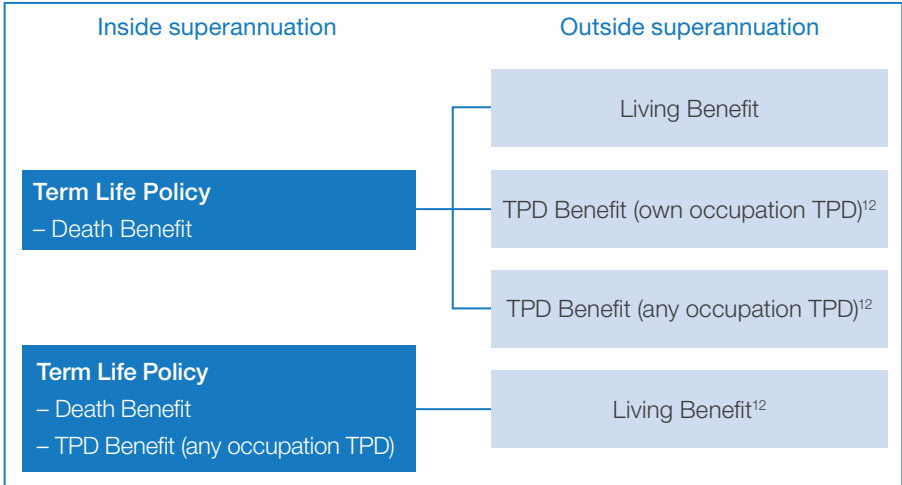 Inside superannuation
Outside superannuation
Living Benefit
Term Life Policy
– Death Benefit
TPD Benefit (own occupation TPD)¹²
TPD Benefit (any occupation TPD)¹²
Term Life Policy
– Death Benefit
– TPD Benefit (any occupation TPD)
Living Benefit¹²